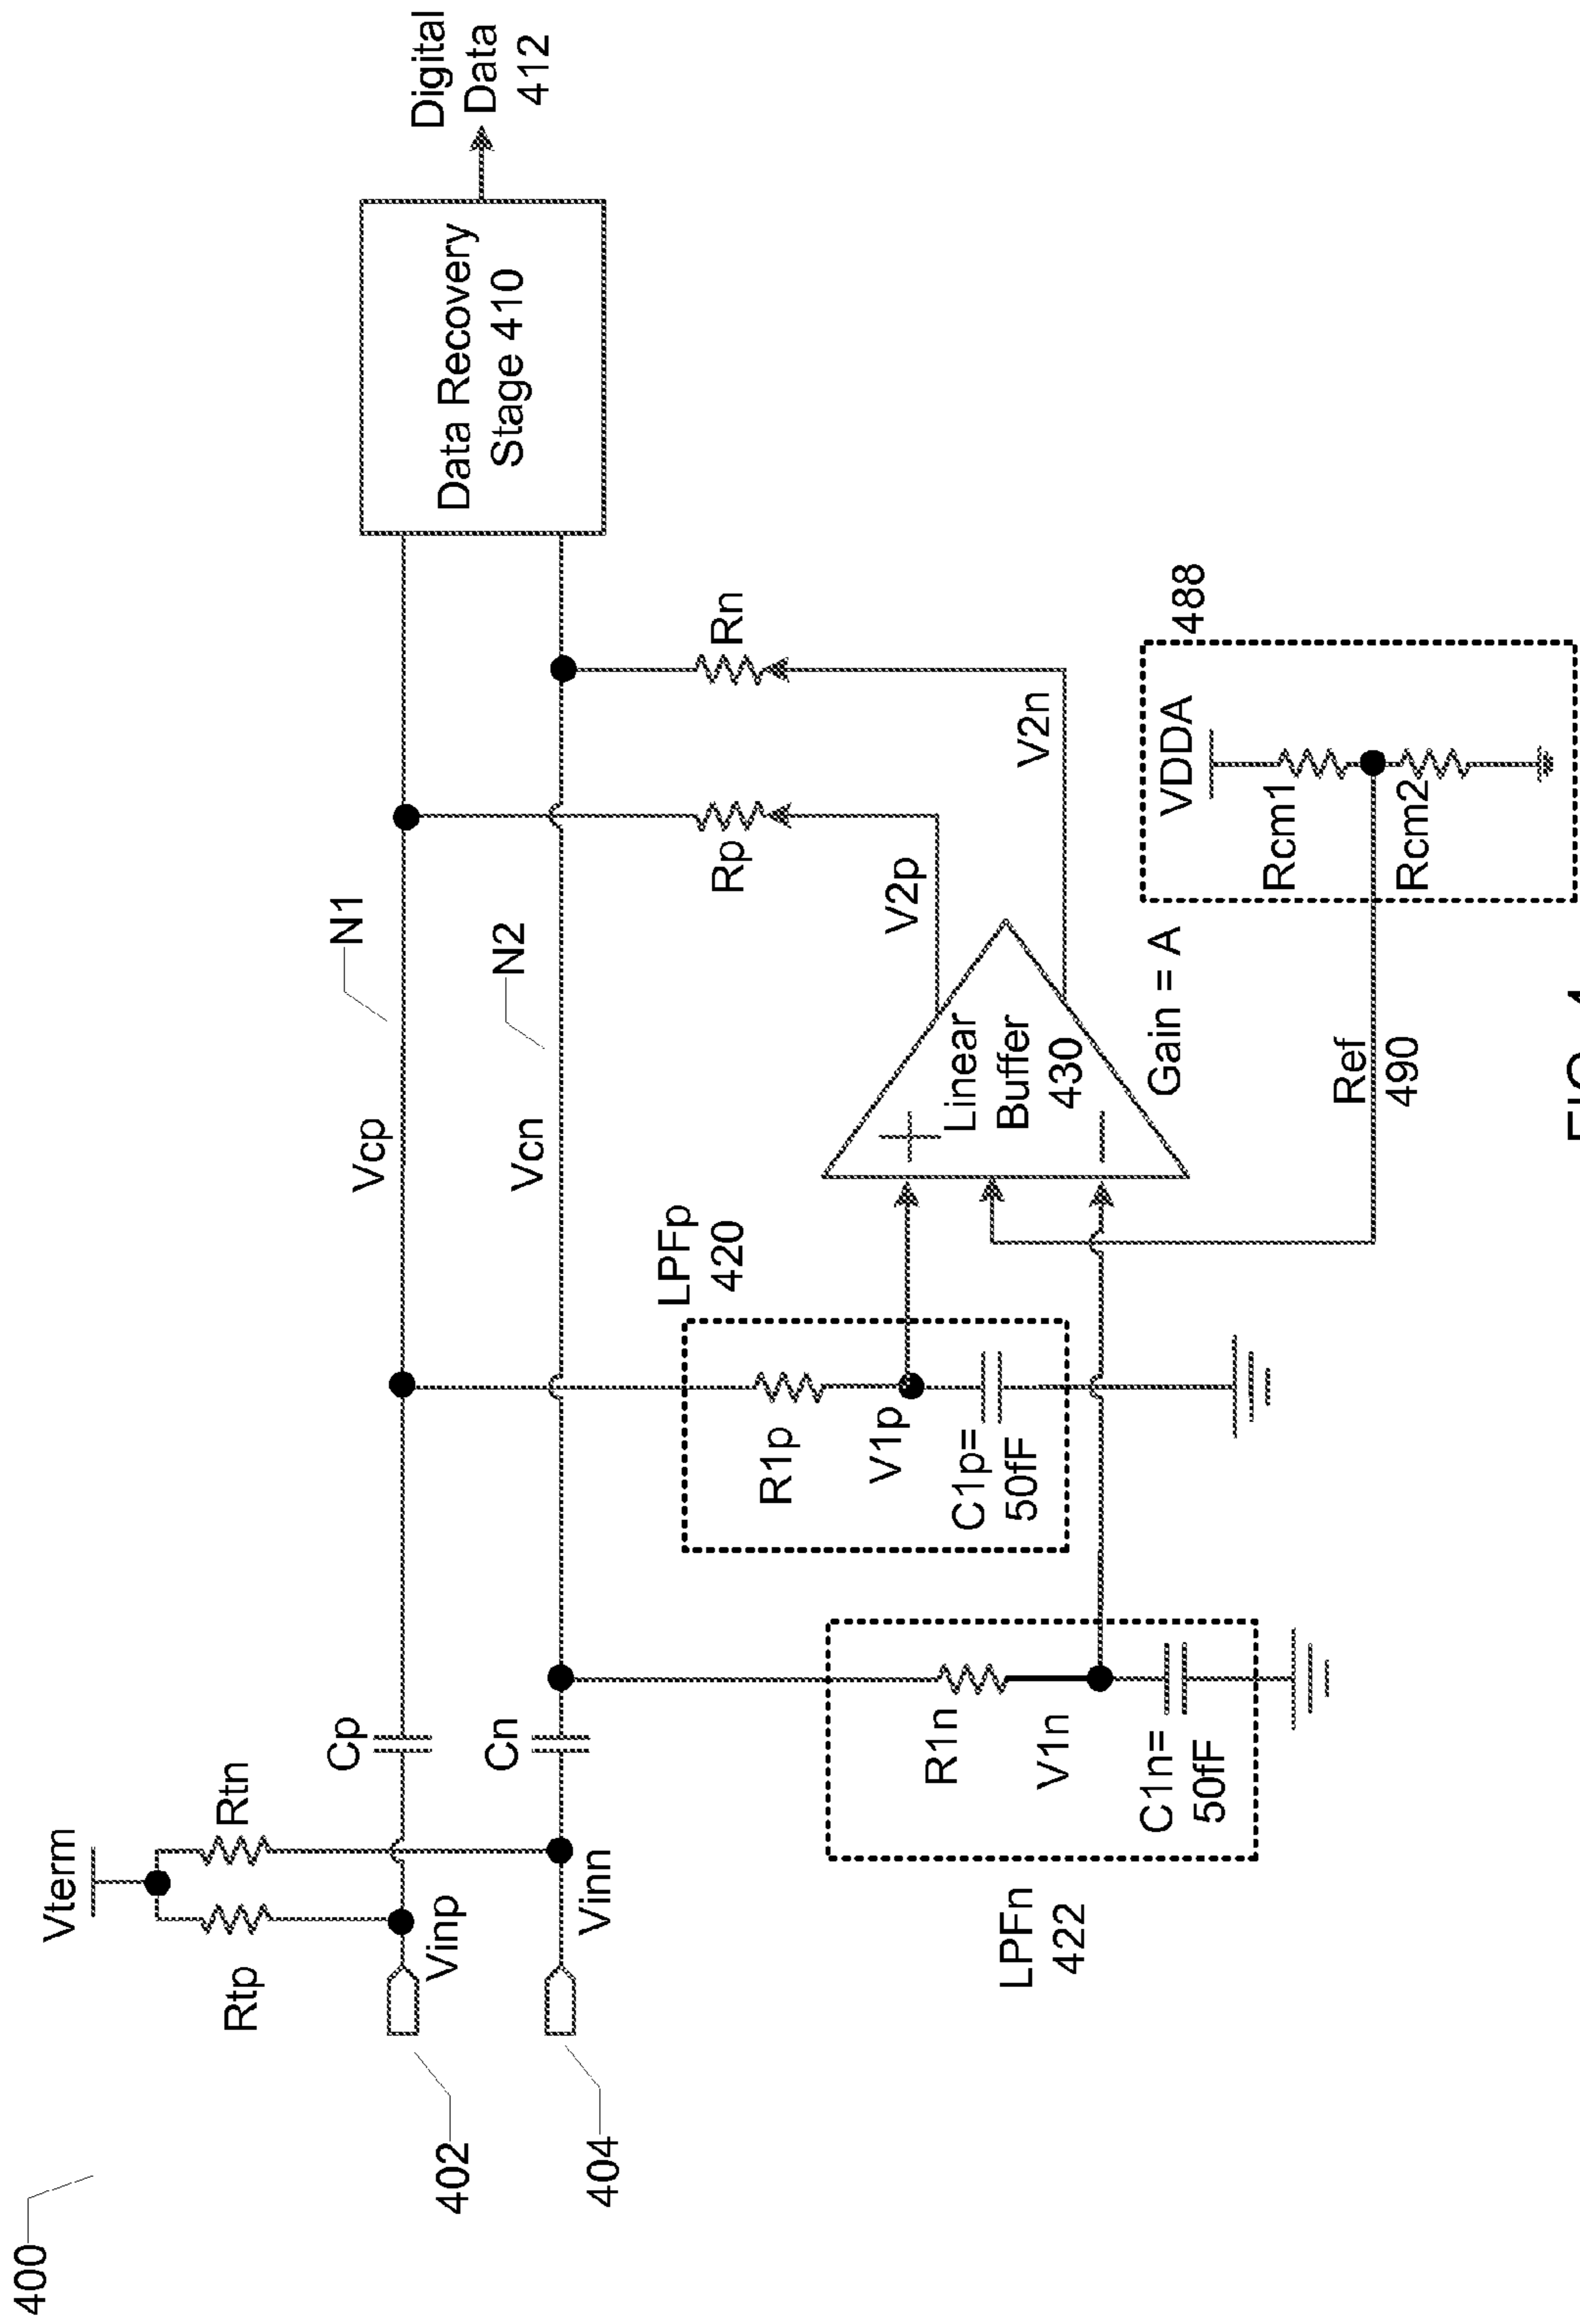 400
Vterm
Rtp
Rtn
402
404
Vinp
Vinn
Cp
Cn
Vcp
Vcn
N1
N2
Data Recovery
Stage 410
Digital
Data
412
LPFn
422
R1n
V1n
C1n=
50fF
LPFp
420
R1p
V1p
C1p=
50fF
+
Linear
Buffer
430
−
Gain = A
V2p
V2n
Rp
Rn
Ref
490
488
VDDA
Rcm1
Rcm2